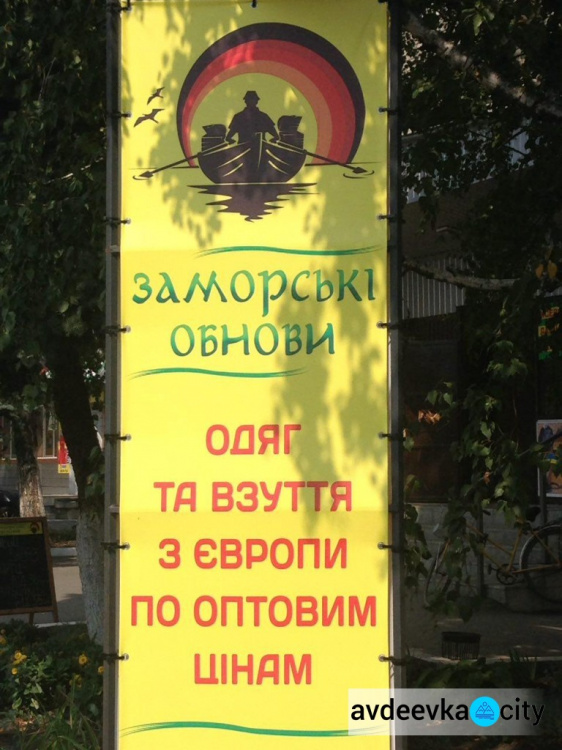 ЗАМОРСЬКІ
ОБНОВИ
ОДЯГ
ТА ВЗУТТЯ
З ЄВРОПИ
ПО ОПТОВИМ
ЦІНАМ
avdeevka city